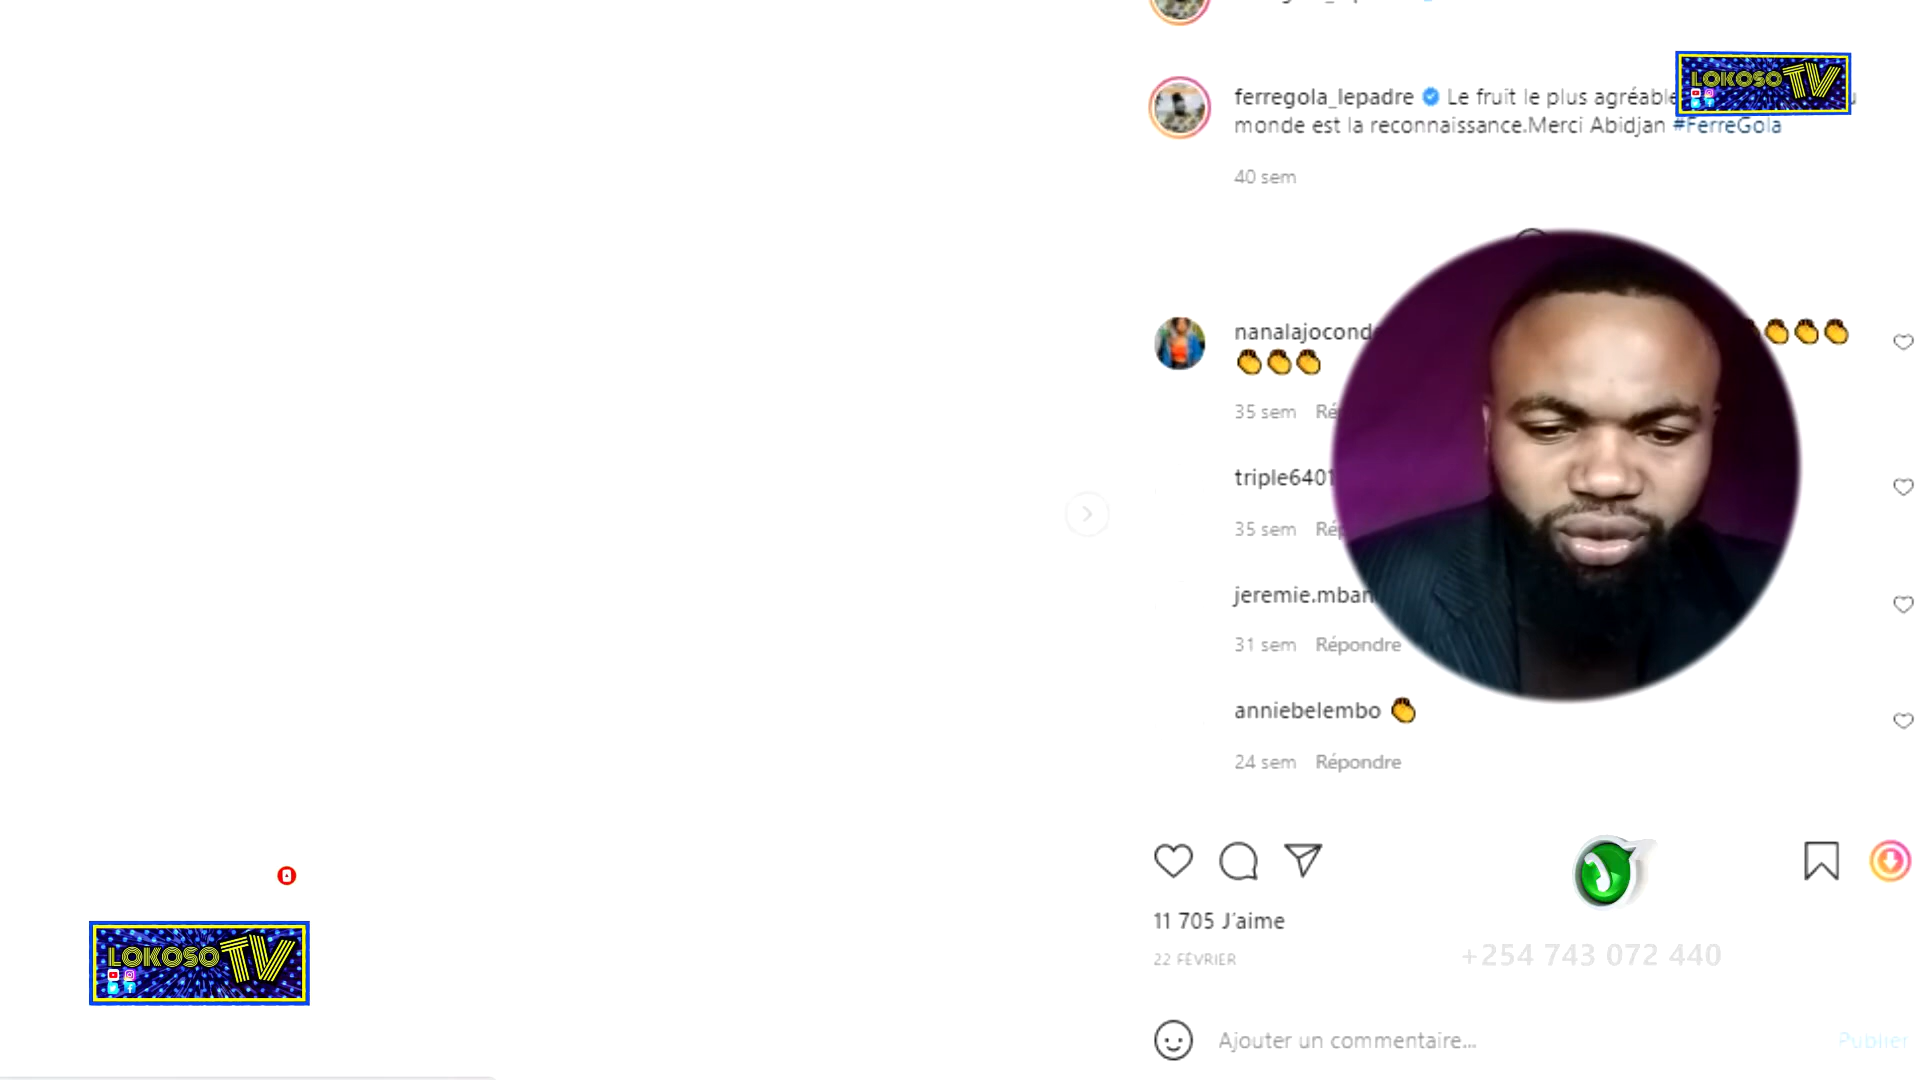 LOKOSO TV
ferregola_lepadre Le fruit le plus agréable
monde est la reconnaissance.Merci Abidjan #FerreGola
40 sem
nanalajocond
35 sem
triple6401
35 sem
jeremie.mban
31 sem Répondre
anniebelembo
24 sem Répondre
11 705 J'aime
22 FÉVRIER
+254 743 072 440
LOKOSO TV
Ajouter un commentaire... Publier